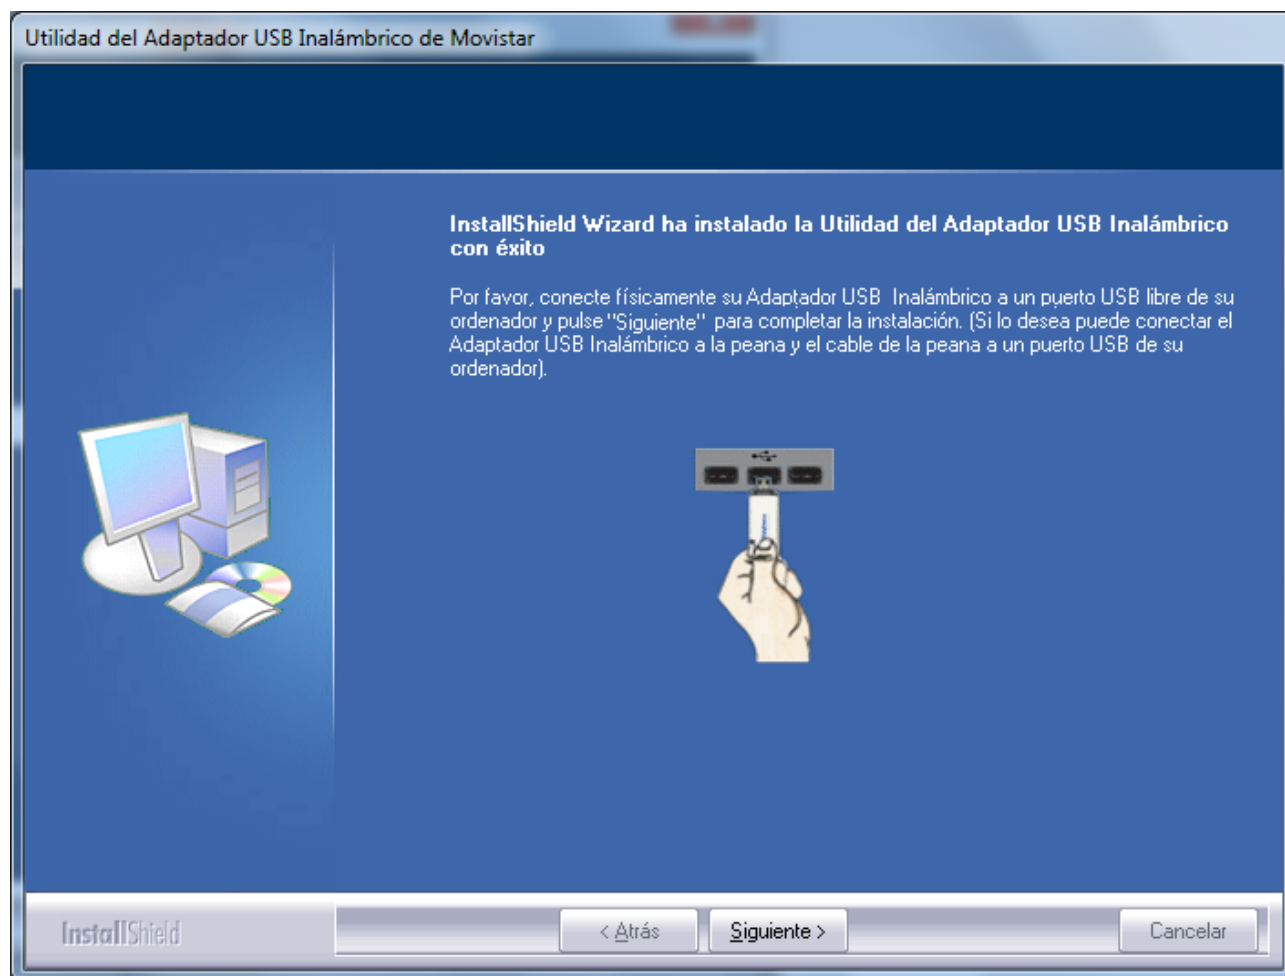 Utilidad del Adaptador USB Inalámbrico de Movistar
InstallShield Wizard ha instalado la Utilidad del Adaptador USB Inalámbrico
con éxito
Por favor, conecte físicamente su Adaptador USB Inalámbrico a un puerto USB libre de su
ordenador y pulse "Siguiente" para completar la instalación. (Si lo desea puede conectar el
Adaptador USB Inalámbrico a la peana y el cable de la peana a un puerto USB de su
ordenador).
InstallShield
< Atrás
Siguiente >
Cancelar